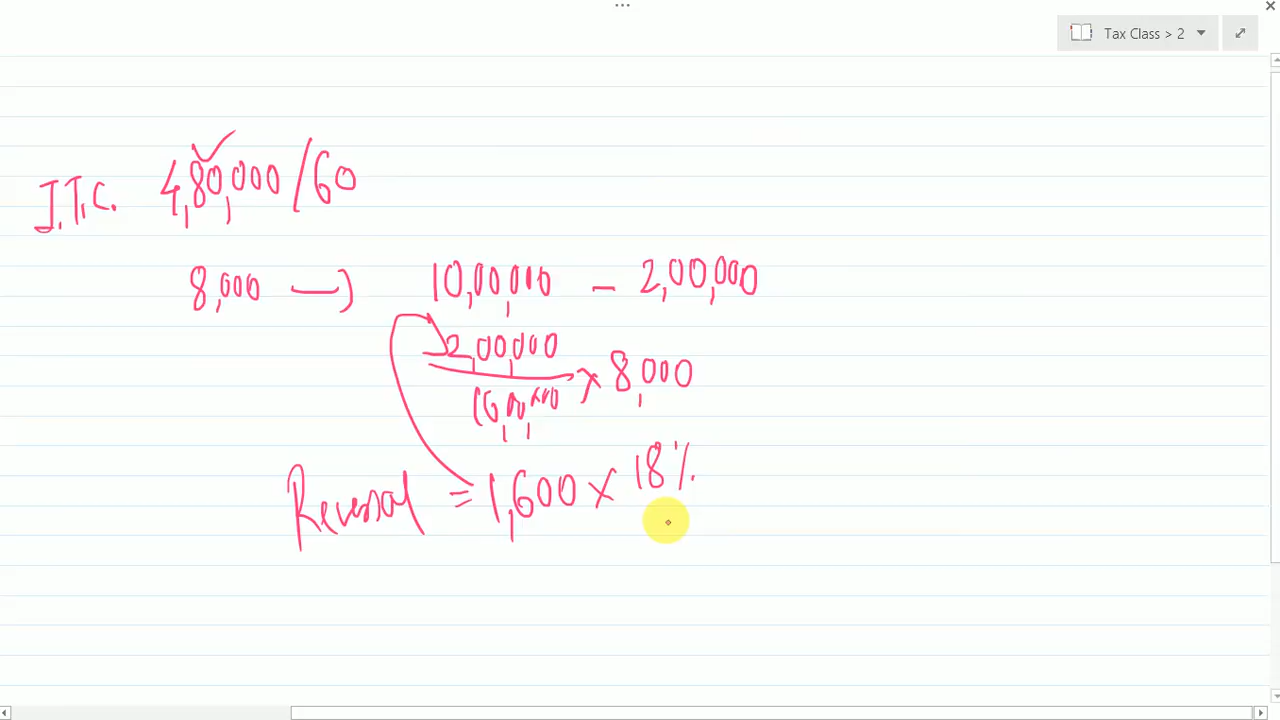 Tax Class > 2
I.T.C. 4,80,000/60
8,000 → 10,00,000 - 2,00,000
2,00,000
10,00,000 × 8,000
Reversal = 1,600 × 18%